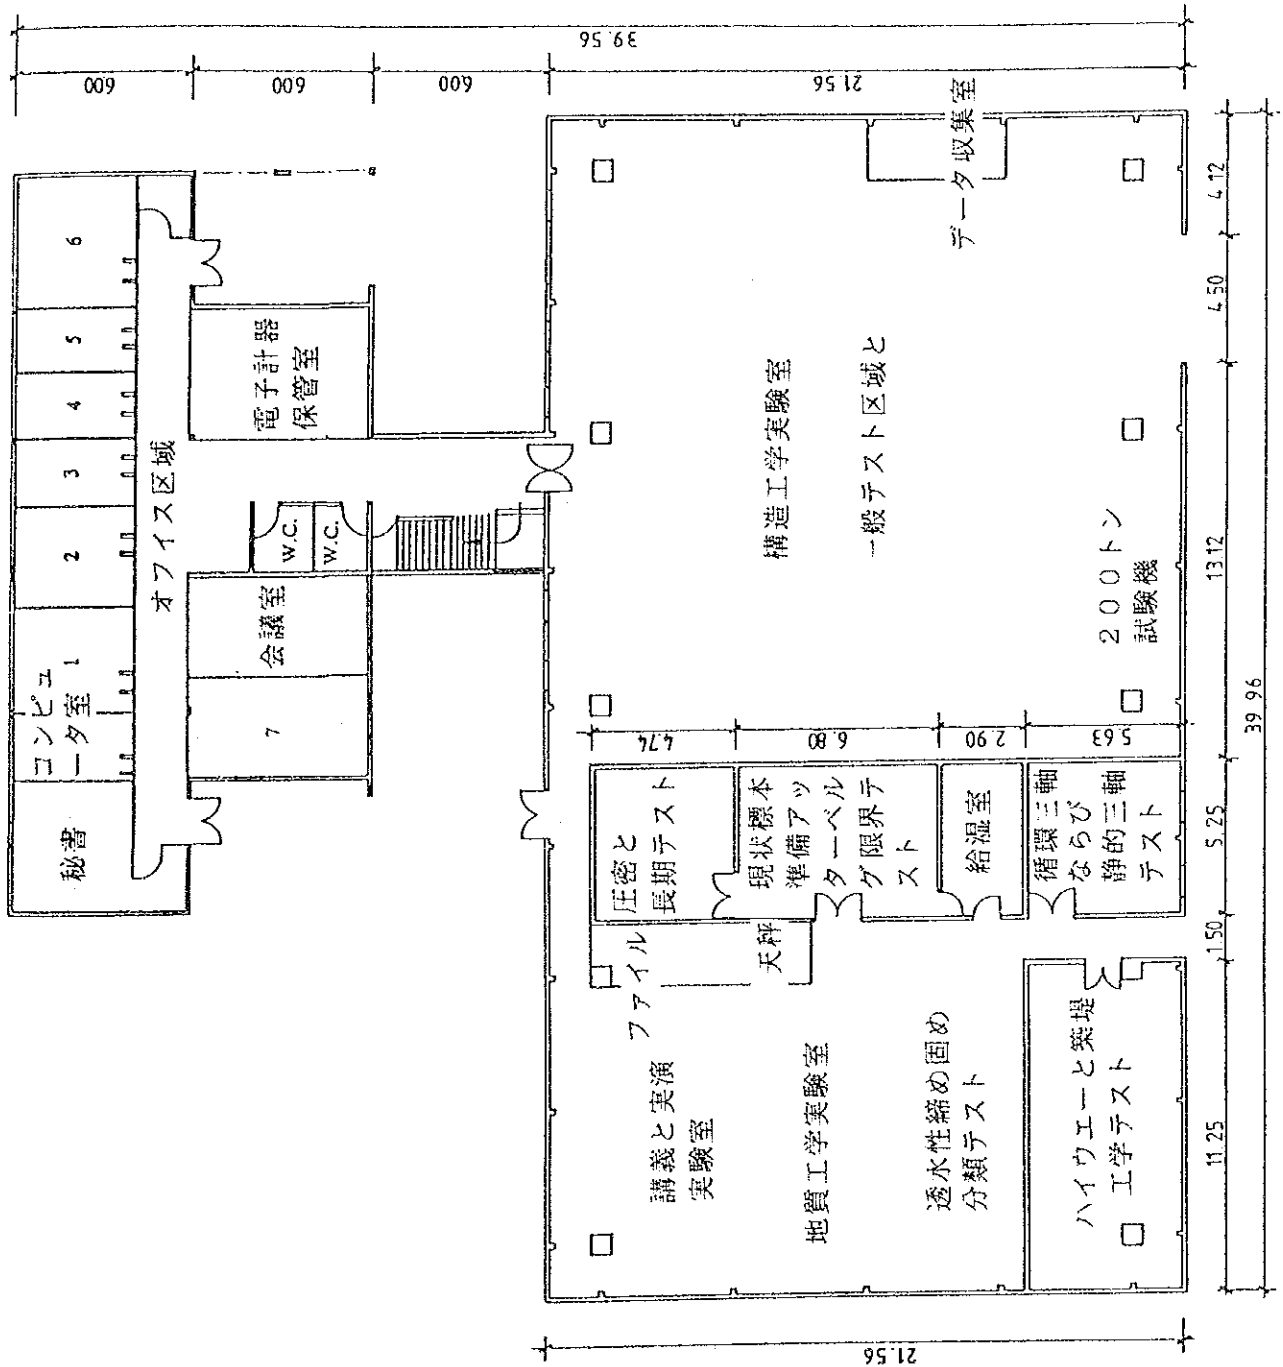 秘書
コンピュ
ータ室 1
2
3
4
5
6
オフィス区域
7
会議室
W.C.
W.C.
電子計器
保管室
6.00
6.00
6.00
21.56
39.56
圧密と
長期テスト
現状標本
準備アッ
ターベル
グ限界テ
スト
給湿室
循環三軸
ならび
静的三軸
テスト
4.74
6.80
2.90
5.63
ファイル
天秤
講義と実演
実験室
地質工学実験室
透水性締め固め
分類テスト
ハイウエーと築堤
工学テスト
構造工学実験室
一般テスト区域と
200トン
試験機
データ収集室
21.56
11.25
1.50
5.25
13.12
4.50
4.12
39.96